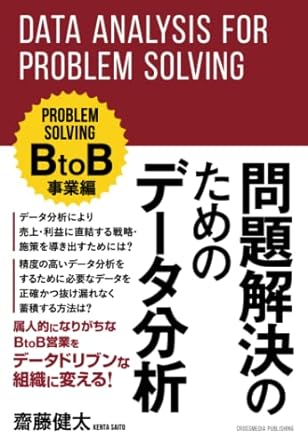 DATA ANALYSIS FOR
PROBLEM SOLVING
PROBLEM
SOLVING
BtoB
事業編
問題解決の
ための
データ分析
データ分析により
売上・利益に直結する戦略・
施策を導き出すためには?
精度の高いデータ分析を
するために必要なデータを
正確かつ抜け漏れなく
蓄積する方法は?
属人的になりがちな
BtoB営業を
データドリブンな
組織に変える!
齋藤健太 KENTA SAITO
CROSSMEDIA PUBLISHING